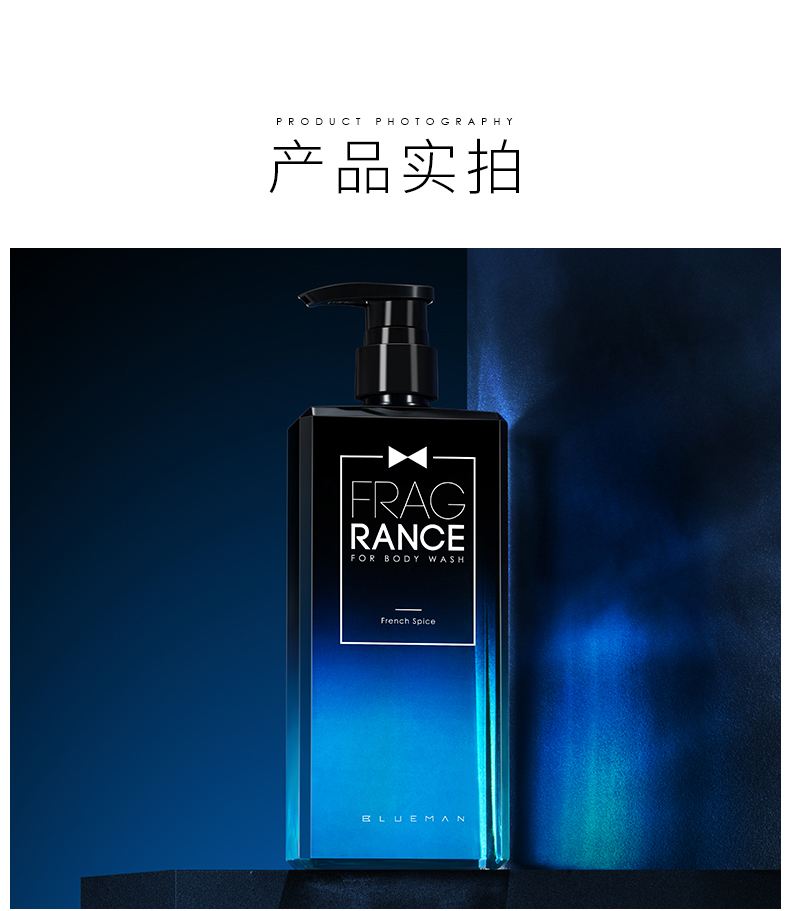 PRODUCT PHOTOGRAPHY
产品实拍
FRAG
RANCE
FOR BODY WASH
French Spice
BLUEMAN